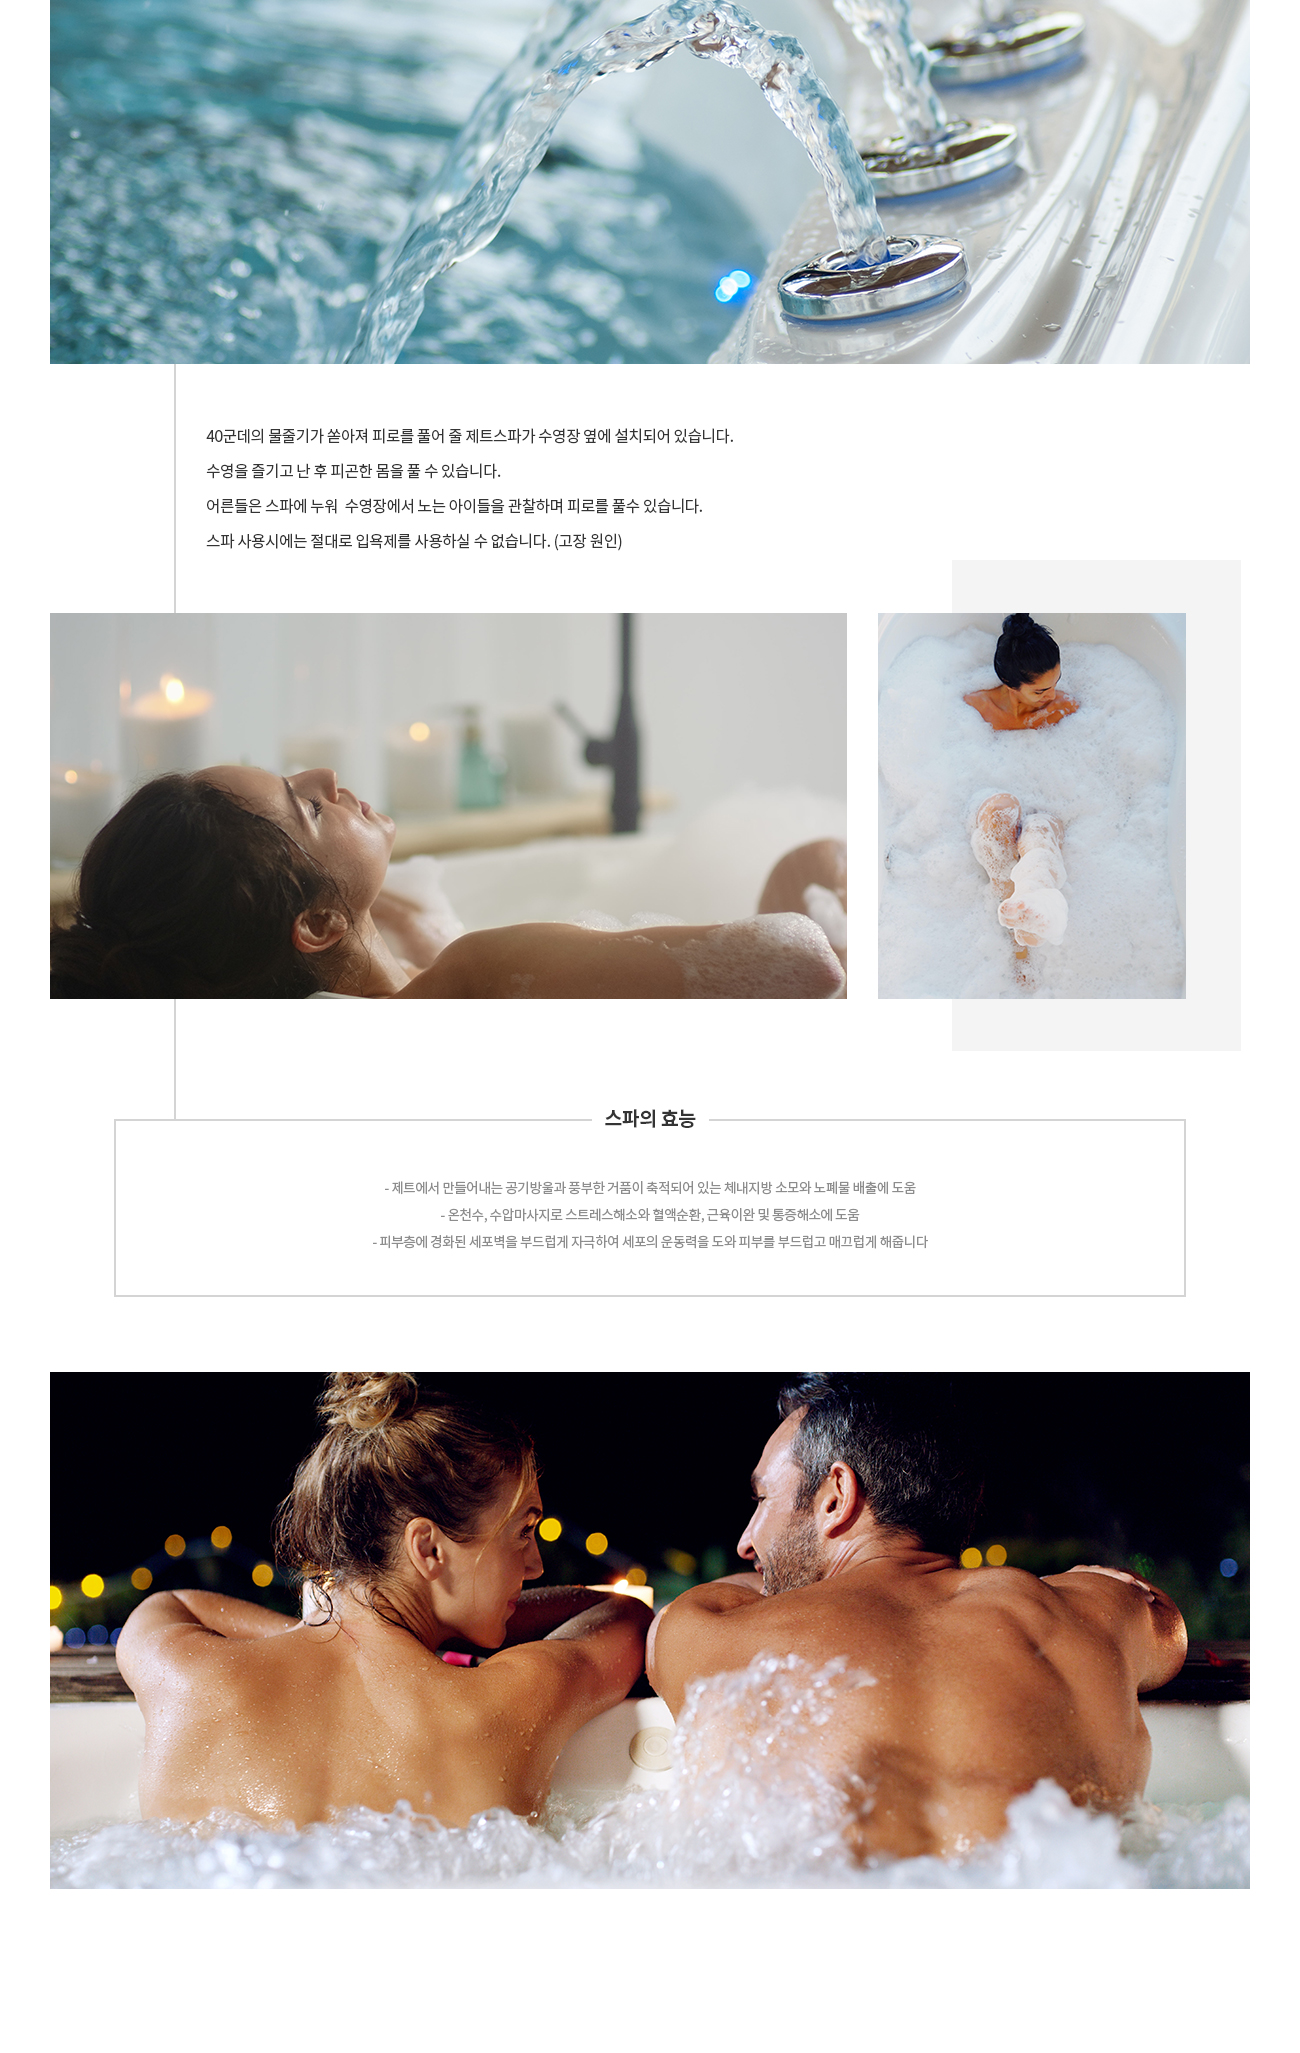 40군데의 물줄기가 쏟아져 피로를 풀어 줄 제트스파가 수영장 옆에 설치되어 있습니다.
수영을 즐기고 난 후 피곤한 몸을 풀 수 있습니다.
어른들은 스파에 누워  수영장에서 노는 아이들을 관찰하며 피로를 풀수 있습니다.
스파 사용시에는 절대로 입욕제를 사용하실 수 없습니다. (고장 원인)
스파의 효능
- 제트에서 만들어내는 공기방울과 풍부한 거품이 축적되어 있는 체내지방 소모와 노폐물 배출에 도움
- 온천수, 수압마사지로 스트레스해소와 혈액순환, 근육이완 및 통증해소에 도움
- 피부층에 경화된 세포벽을 부드럽게 자극하여 세포의 운동력을 도와 피부를 부드럽고 매끄럽게 해줍니다